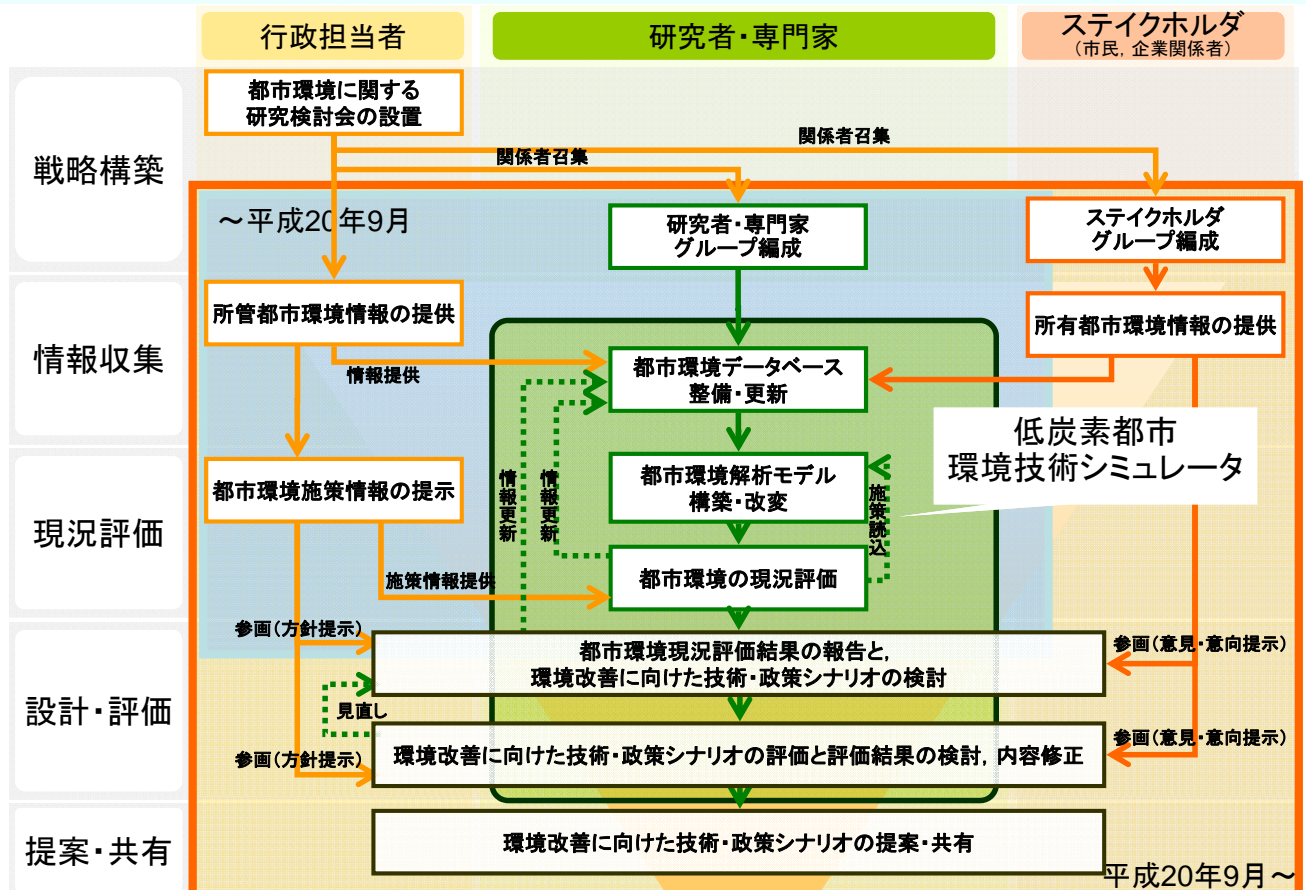 行政担当者
研究者・専門家
ステイクホルダ
(市民, 企業関係者)
戦略構築
都市環境に関する
研究検討会の設置
関係者召集
関係者召集
～平成20年9月
研究者・専門家
グループ編成
ステイクホルダ
グループ編成
情報収集
所管都市環境情報の提供
所有都市環境情報の提供
情報提供
都市環境データベース
整備・更新
低炭素都市
環境技術シミュレータ
現況評価
都市環境施策情報の提示
情報更新
情報更新
都市環境解析モデル
構築・改変
施策読込
施策情報提供
都市環境の現況評価
設計・評価
参画(方針提示)
都市環境現況評価結果の報告と,
環境改善に向けた技術・政策シナリオの検討
参画(意見・意向提示)
見直し
参画(方針提示)
環境改善に向けた技術・政策シナリオの評価と評価結果の検討, 内容修正
参画(意見・意向提示)
提案・共有
環境改善に向けた技術・政策シナリオの提案・共有
平成20年9月～